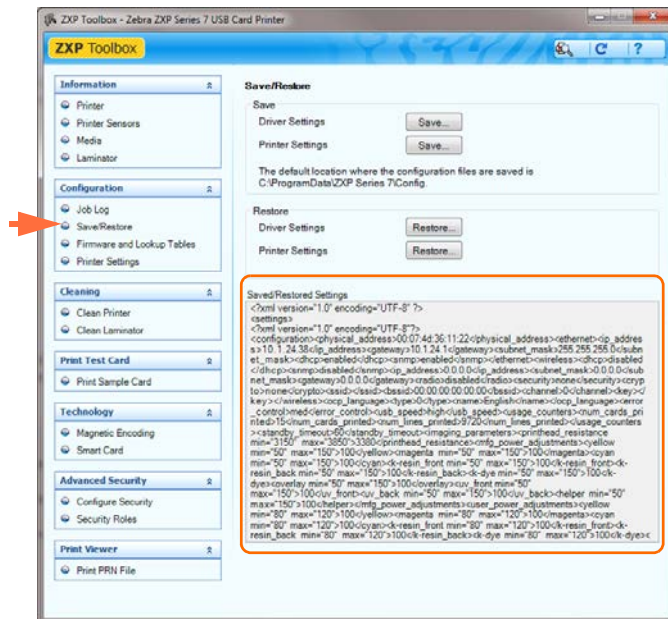 ZXP Toolbox - Zebra ZXP Series 7 USB Card Printer
ZXP Toolbox
Information
Printer
Printer Sensors
Media
Laminator
Configuration
Job Log
Save/Restore
Firmware and Lookup Tables
Printer Settings
Cleaning
Clean Printer
Clean Laminator
Print Test Card
Print Sample Card
Technology
Magnetic Encoding
Smart Card
Advanced Security
Configure Security
Security Roles
Print Viewer
Print PRN File
Save/Restore
Save
Driver Settings Save...
Printer Settings Save...
The default location where the configuration files are saved is
C:\ProgramData\ZXP Series 7\Config.
Restore
Driver Settings Restore...
Printer Settings Restore...
Saved/Restored Settings
<?xml version="1.0" encoding="UTF-8" ?>
<settings>
<?xml version="1.0" encoding="UTF-8"?>
<configuration><physical_address>00:07:4d:36:11:22</physical_address><ethernet><ip_addres
s>10.1.24.38</ip_address><gateway>10.1.24.1</gateway><subnet_mask>255.255.255.0</subn
et_mask><dhcp>enabled</dhcp><snmp>enabled</snmp></ethernet><wireless><dhcp>disabled
</dhcp><snmp>disabled</snmp><ip_address>0.0.0.0</ip_address><subnet_mask>0.0.0.0</sub
net_mask><gateway>0.0.0.0</gateway><radio>disabled</radio><security>none</security><cryp
to>none</crypto><ssid></ssid><bssid>00:00:00:00:00:00</bssid><channel>0</channel><key></
key></wireless><ocp_language><type>0</type><name>English</name></ocp_language><error
_control>med</error_control><usb_speed>high</usb_speed><usage_counters><num_cards_pri
nted>15</num_cards_printed><num_lines_printed>9720</num_lines_printed></usage_counters
><standby_timeout>60</standby_timeout><imaging_parameters><printhead_resistance
min="3150" max="3850">3380</printhead_resistance><mfg_power_adjustments><yellow
min="50" max="150">100</yellow><magenta min="50" max="150">100</magenta><cyan
min="50" max="150">100</cyan><k-resin_front min="50" max="150">100</k-resin_front><k-
resin_back min="50" max="150">100</k-resin_back><k-dye min="50" max="150">100</k-
dye><overlay min="50" max="150">100</overlay><uv_front min="50"
max="150">100</uv_front><uv_back min="50" max="150">100</uv_back><helper min="50"
max="150">100</helper></mfg_power_adjustments><user_power_adjustments><yellow
min="80" max="120">100</yellow><magenta min="80" max="120">100</magenta><cyan
min="80" max="120">100</cyan><k-resin_front min="80" max="120">100</k-resin_front><k-
resin_back min="80" max="120">100</k-resin_back><k-dye min="80" max="120">100</k-dye><